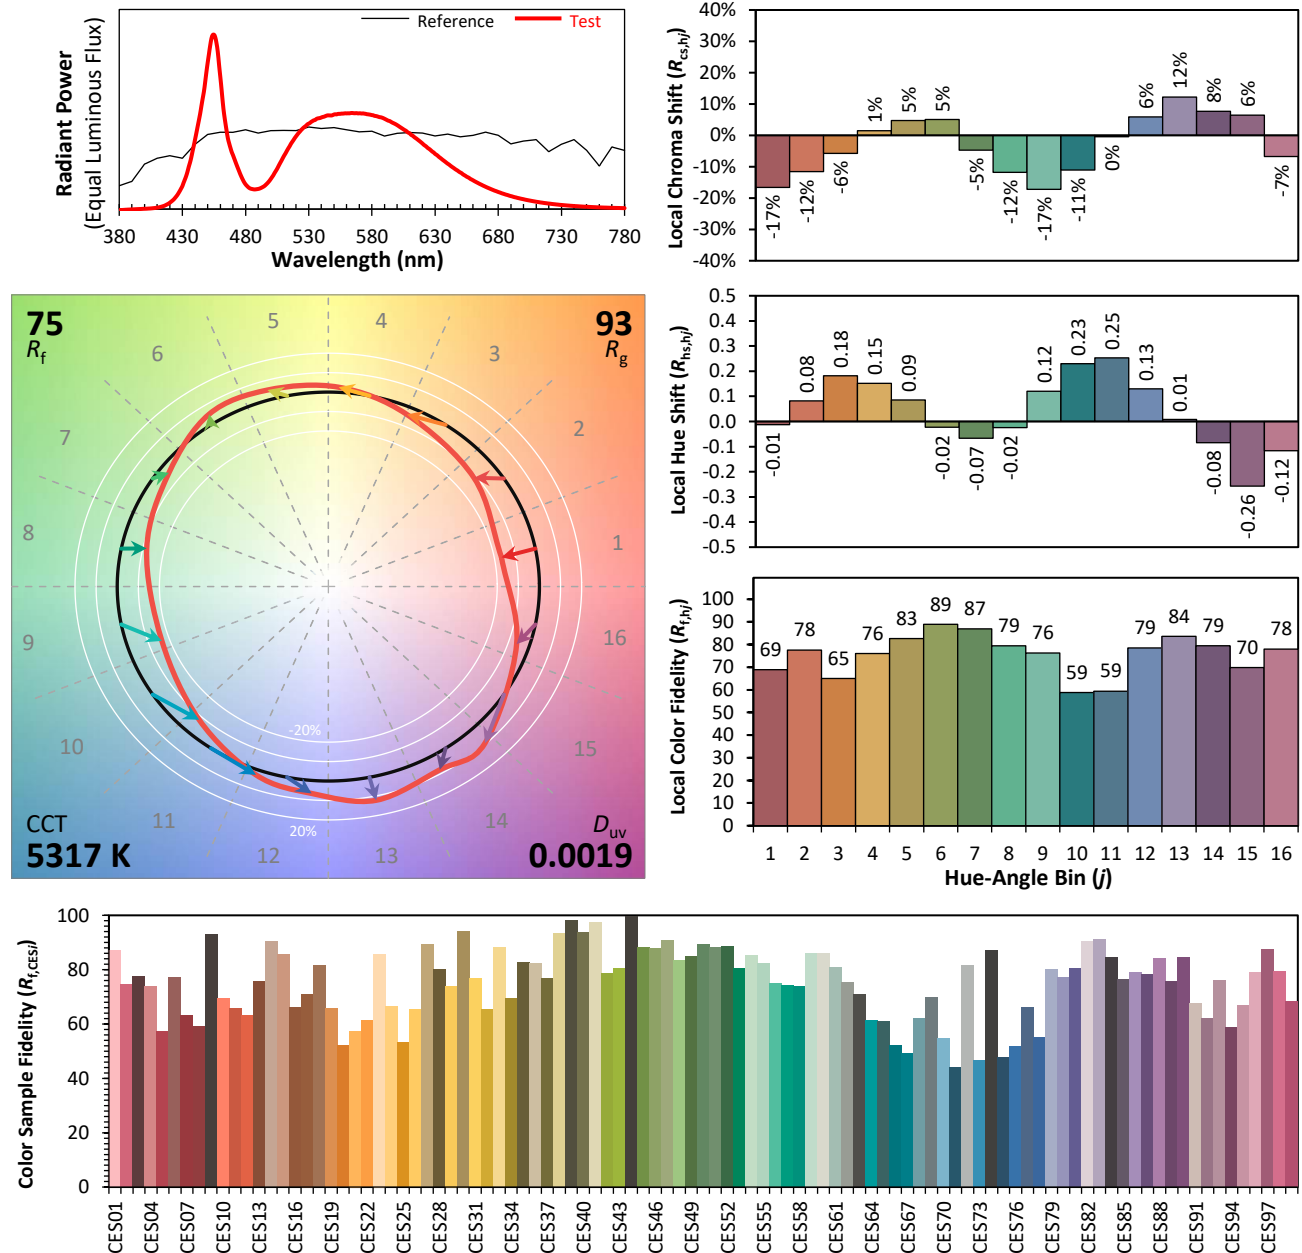 Radiant Power
(Equal Luminous Flux)
Reference
Test
380 430 480 530 580 630 680 730 780
Wavelength (nm)
Local Chroma Shift (Rcs,hj)
40%
30%
20%
10%
0%
-10%
-20%
-30%
-40%
-17% -12% -6% 1% 5% 5% -5% -12% -17% -11% 0% 6% 12% 8% 6% -7%
75
Rf
93
Rg
5 4
6 3
7 2
8 1
9 16
10 15
11 14
12 13
-20%
20%
CCT
5317 K
Duv
0.0019
Local Hue Shift (Rhs,hj)
0.5
0.4
0.3
0.2
0.1
0.0
-0.1
-0.2
-0.3
-0.4
-0.5
-0.01 0.08 0.18 0.15 0.09 -0.02 -0.07 -0.02 0.12 0.23 0.25 0.13 0.01 -0.08 -0.26 -0.12
Local Color Fidelity (Rf,hj)
100
90
80
70
60
50
40
30
20
10
0
69 78 65 76 83 89 87 79 76 59 59 79 84 79 70 78
1 2 3 4 5 6 7 8 9 10 11 12 13 14 15 16
Hue-Angle Bin (j)
Color Sample Fidelity (Rf,CESi)
100
80
60
40
20
0
CES01 CES04 CES07 CES10 CES13 CES16 CES19 CES22 CES25 CES28 CES31 CES34 CES37 CES40 CES43 CES46 CES49 CES52 CES55 CES58 CES61 CES64 CES67 CES70 CES73 CES76 CES79 CES82 CES85 CES88 CES91 CES94 CES97